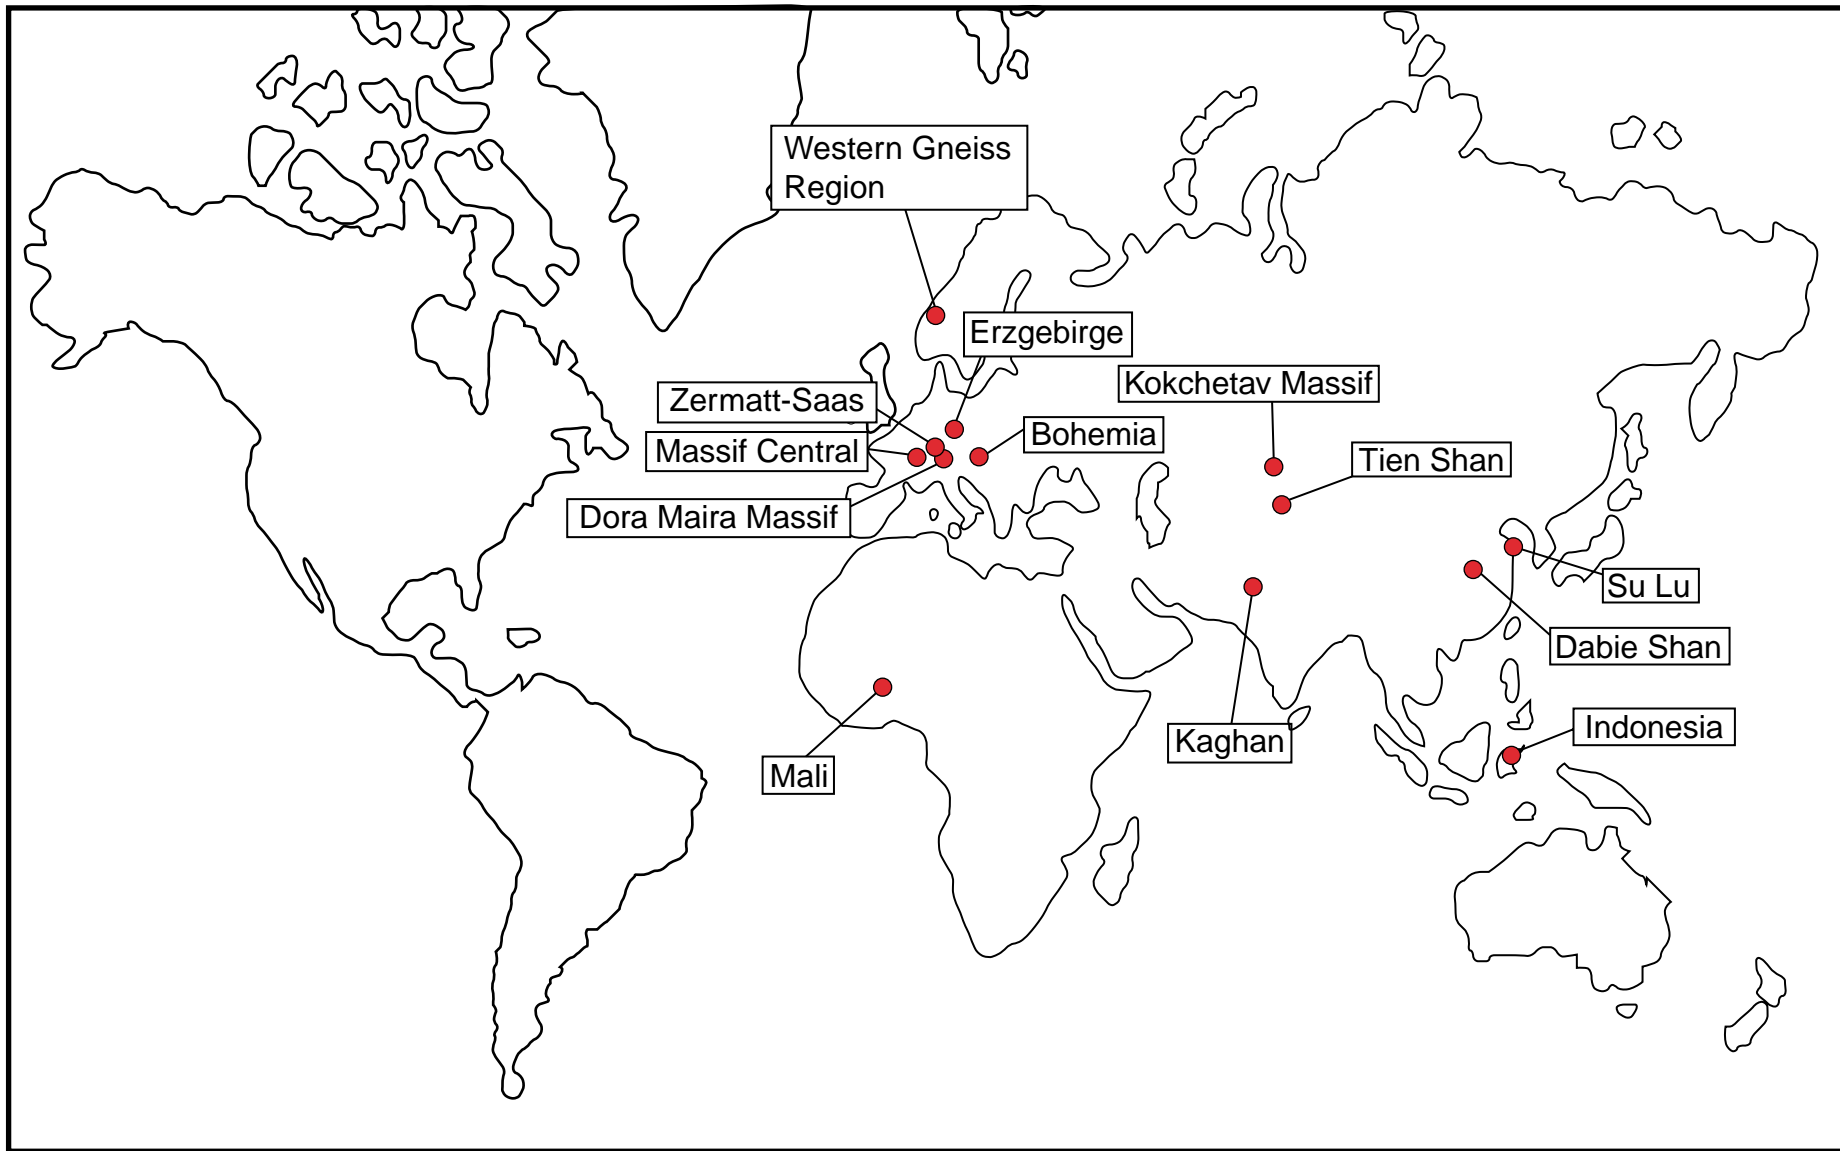 Western Gneiss
Region
Erzgebirge
Kokchetav Massif
Zermatt-Saas
Bohemia
Massif Central
Tien Shan
Dora Maira Massif
Su Lu
Dabie Shan
Indonesia
Kaghan
Mali